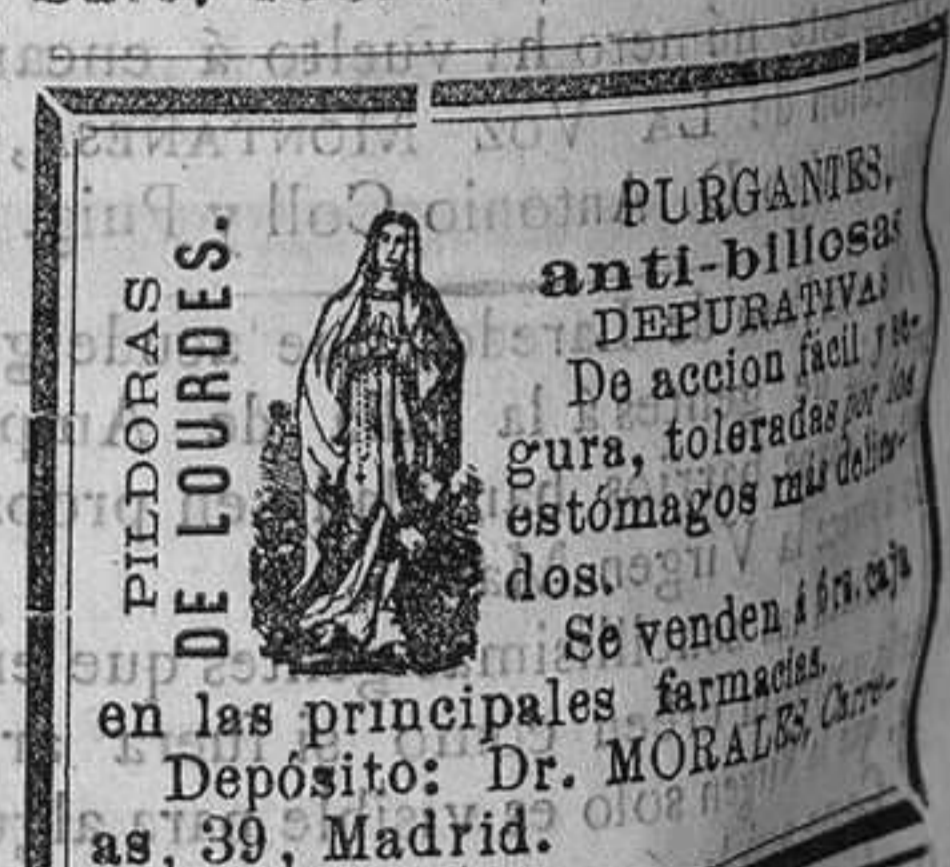 PILDORAS
DE LOURDES.
PURGANTES,
anti-biliosas
DEPURATIVAS
De accion fácil y se-
gura, toleradas por los
estómagos más delica-
dos.
Se venden á rs. caja
en las principales farmacias.
Depósito: Dr. MORALES, Carre-
as, 39, Madrid.